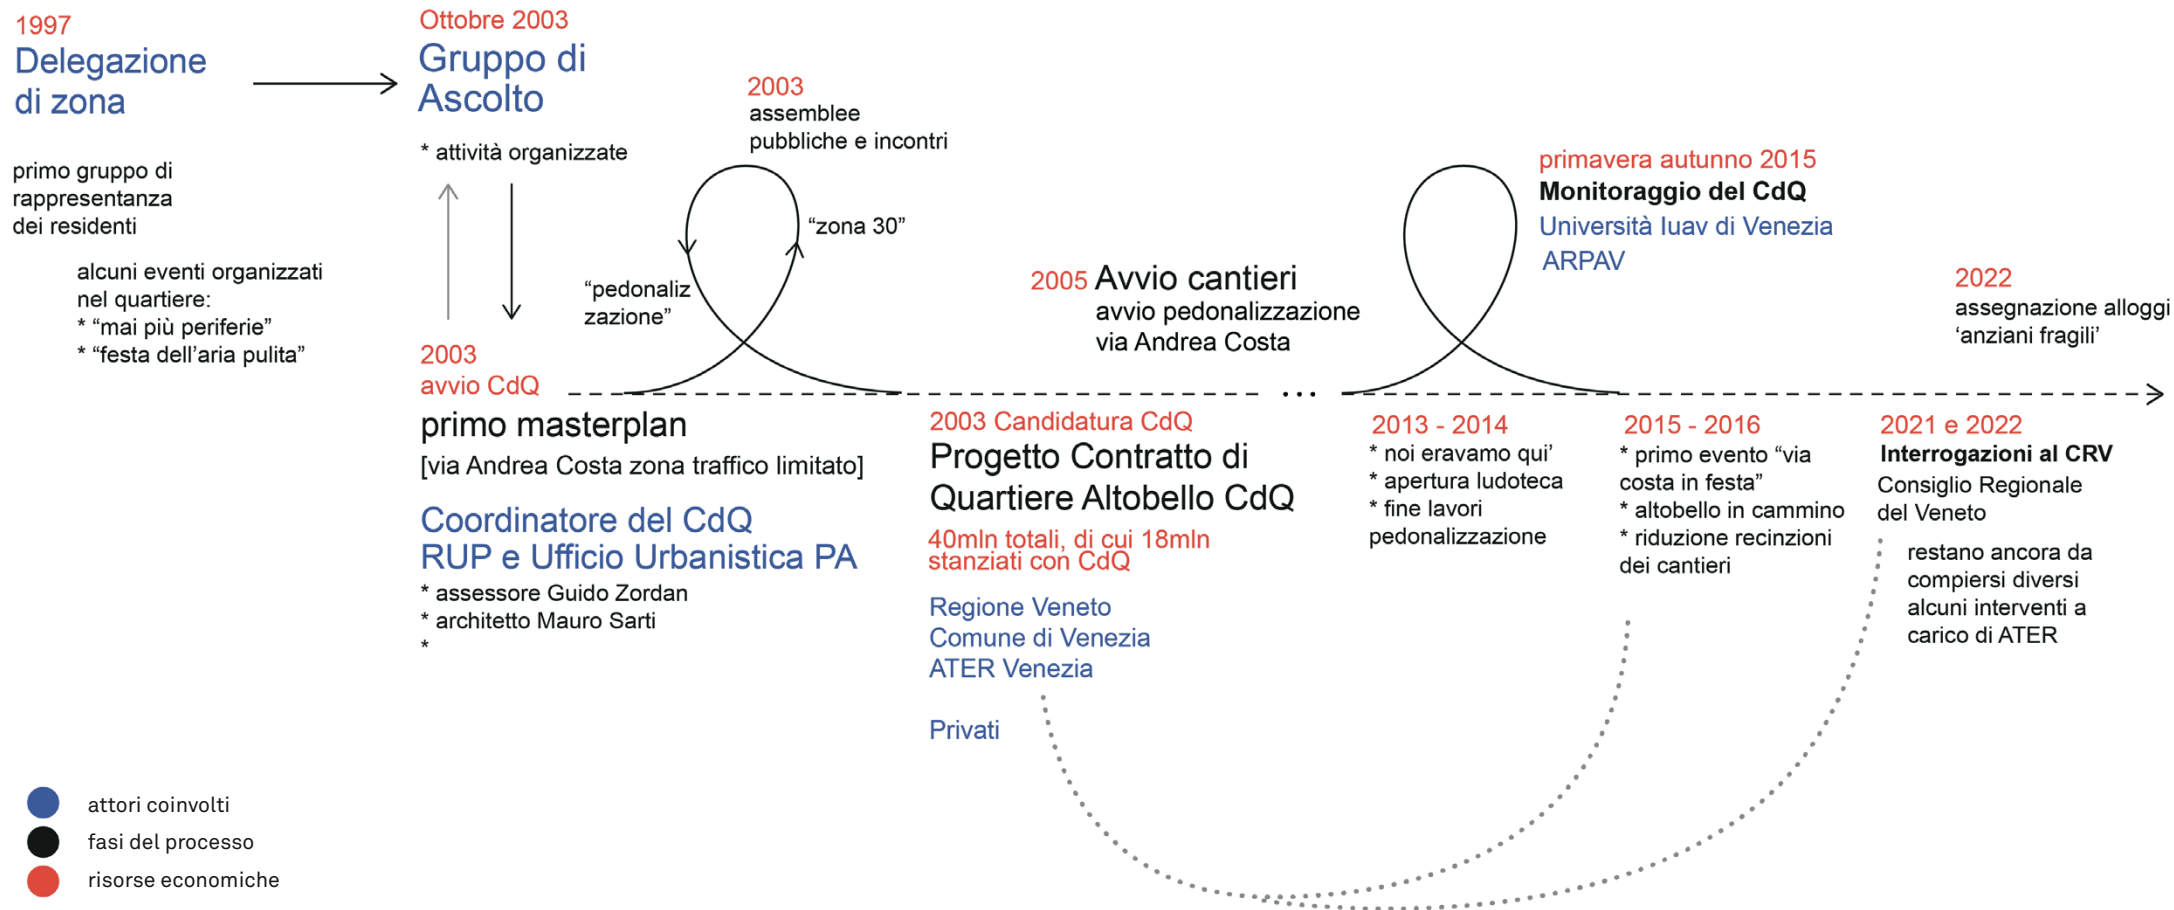 1997
Delegazione
di zona
primo gruppo di
rappresentanza
dei residenti
alcuni eventi organizzati
nel quartiere:
* “mai più periferie”
* “festa dell’aria pulita”
Ottobre 2003
Gruppo di
Ascolto
* attività organizzate
2003
avvio CdQ
primo masterplan
[via Andrea Costa zona traffico limitato]
Coordinatore del CdQ
RUP e Ufficio Urbanistica PA
* assessore Guido Zordan
* architetto Mauro Sarti
*
2003
assemblee
pubbliche e incontri
“zona 30”
“pedonaliz
zazione”
2003 Candidatura CdQ
Progetto Contratto di
Quartiere Altobello CdQ
40mln totali, di cui 18mln
stanziati con CdQ
Regione Veneto
Comune di Venezia
ATER Venezia
Privati
2005 Avvio cantieri
avvio pedonalizzazione
via Andrea Costa
...
2013 - 2014
* noi eravamo qui’
* apertura ludoteca
* fine lavori
pedonalizzazione
primavera autunno 2015
Monitoraggio del CdQ
Università Iuav di Venezia
ARPAV
2015 - 2016
* primo evento “via
costa in festa”
* altobello in cammino
* riduzione recinzioni
dei cantieri
2022
assegnazione alloggi
‘anziani fragili’
2021 e 2022
Interrogazioni al CRV
Consiglio Regionale
del Veneto
restano ancora da
compiersi diversi
alcuni interventi a
carico di ATER
attori coinvolti
fasi del processo
risorse economiche